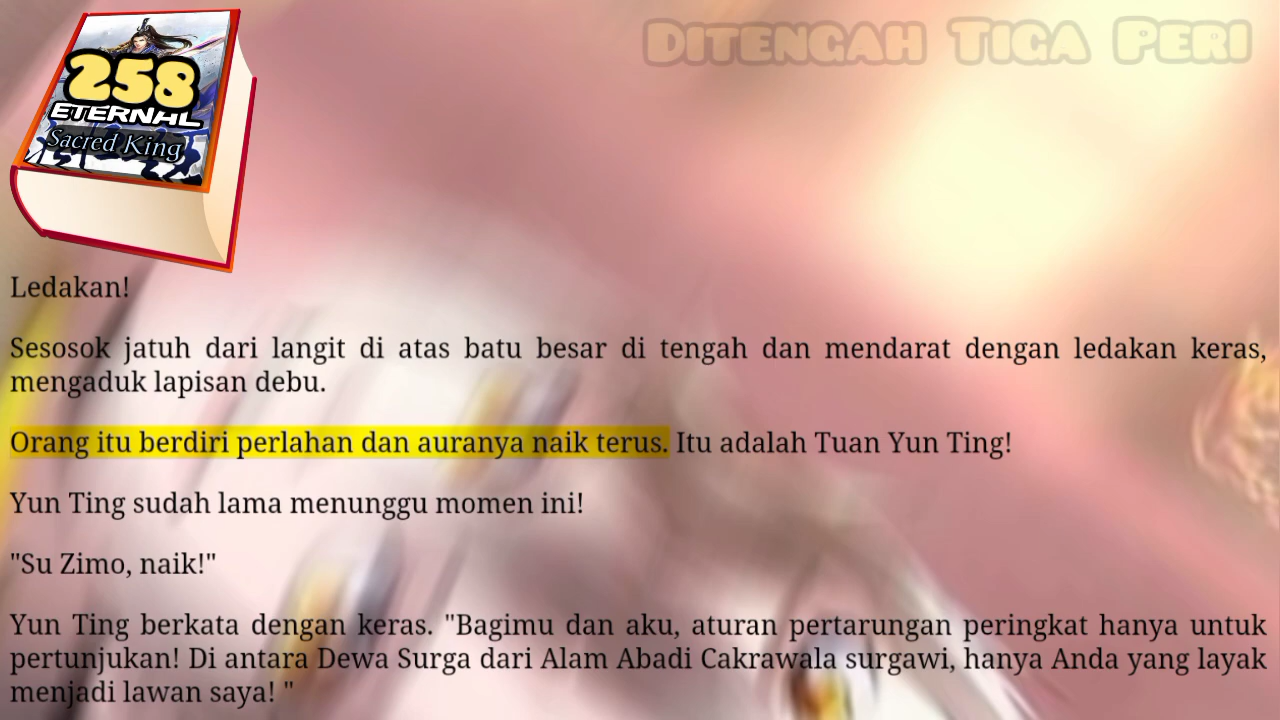 DITENGAH TIGA PERI
258
ETERNAL
Sacred King
Ledakan!
Sesosok jatuh dari langit di atas batu besar di tengah dan mendarat dengan ledakan keras,
mengaduk lapisan debu.
Orang itu berdiri perlahan dan auranya naik terus. Itu adalah Tuan Yun Ting!
Yun Ting sudah lama menunggu momen ini!
"Su Zimo, naik!"
Yun Ting berkata dengan keras. "Bagimu dan aku, aturan pertarungan peringkat hanya untuk
pertunjukan! Di antara Dewa Surga dari Alam Abadi Cakrawala surgawi, hanya Anda yang layak
menjadi lawan saya! "